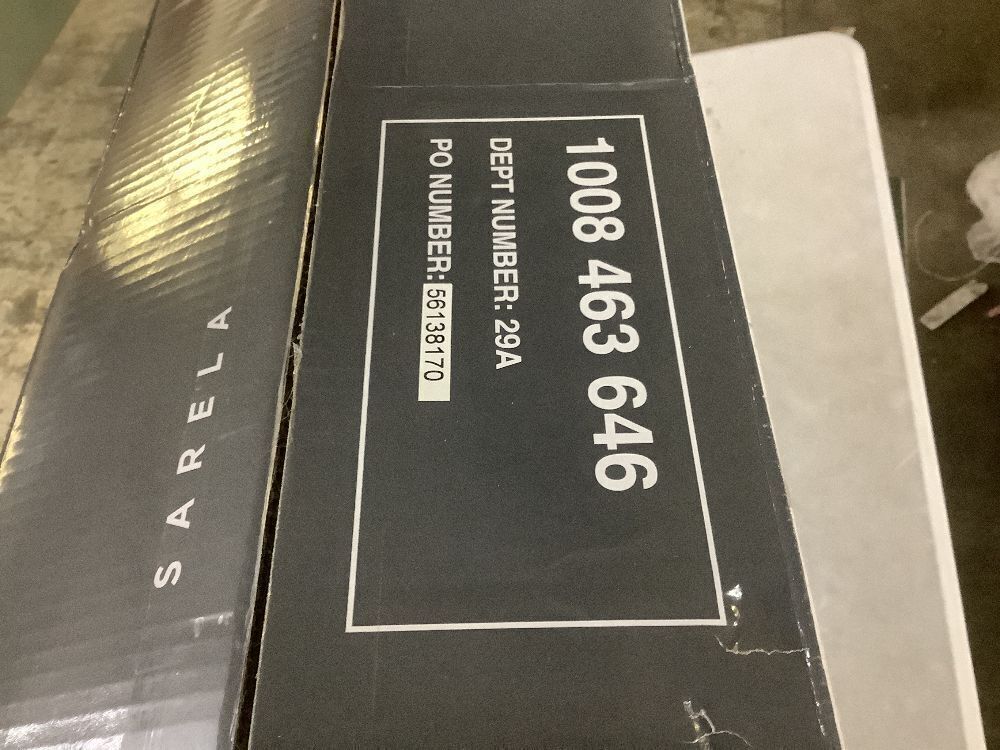 1008 463 646
DEPT NUMBER: 29A
PO NUMBER: 56138170
SARELA